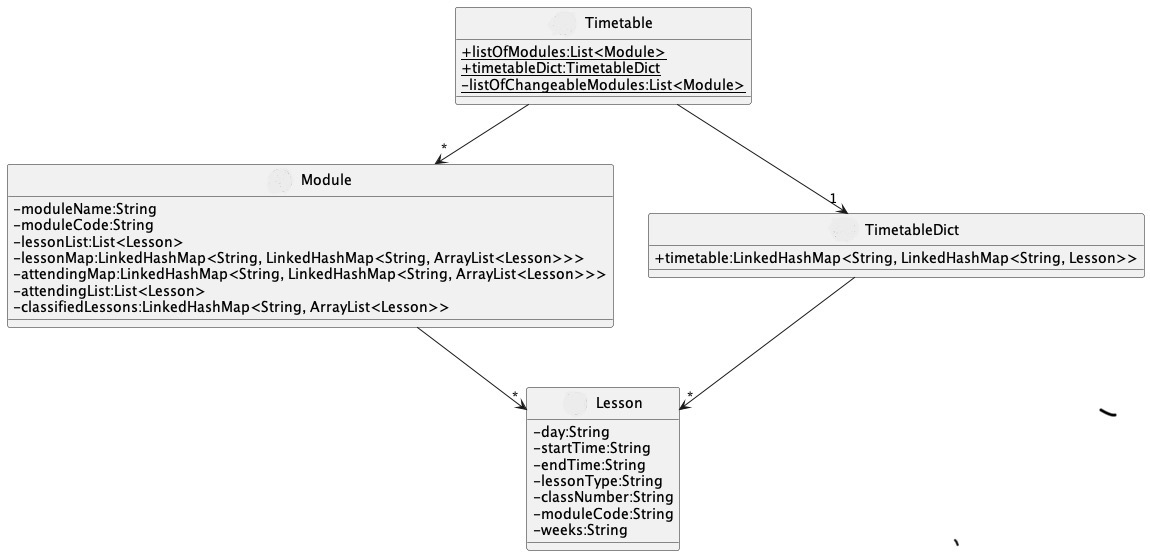 Timetable
+listOfModules:List<Module>
+timetableDict:TimetableDict
-listOfChangeableModules:List<Module>
*
1
Module
-moduleName:String
-moduleCode:String
-lessonList:List<Lesson>
-lessonMap:LinkedHashMap<String, LinkedHashMap<String, ArrayList<Lesson>>>
-attendingMap:LinkedHashMap<String, LinkedHashMap<String, ArrayList<Lesson>>>
-attendingList:List<Lesson>
-classifiedLessons:LinkedHashMap<String, ArrayList<Lesson>>
TimetableDict
+timetable:LinkedHashMap<String, LinkedHashMap<String, Lesson>>
*
*
Lesson
-day:String
-startTime:String
-endTime:String
-lessonType:String
-classNumber:String
-moduleCode:String
-weeks:String